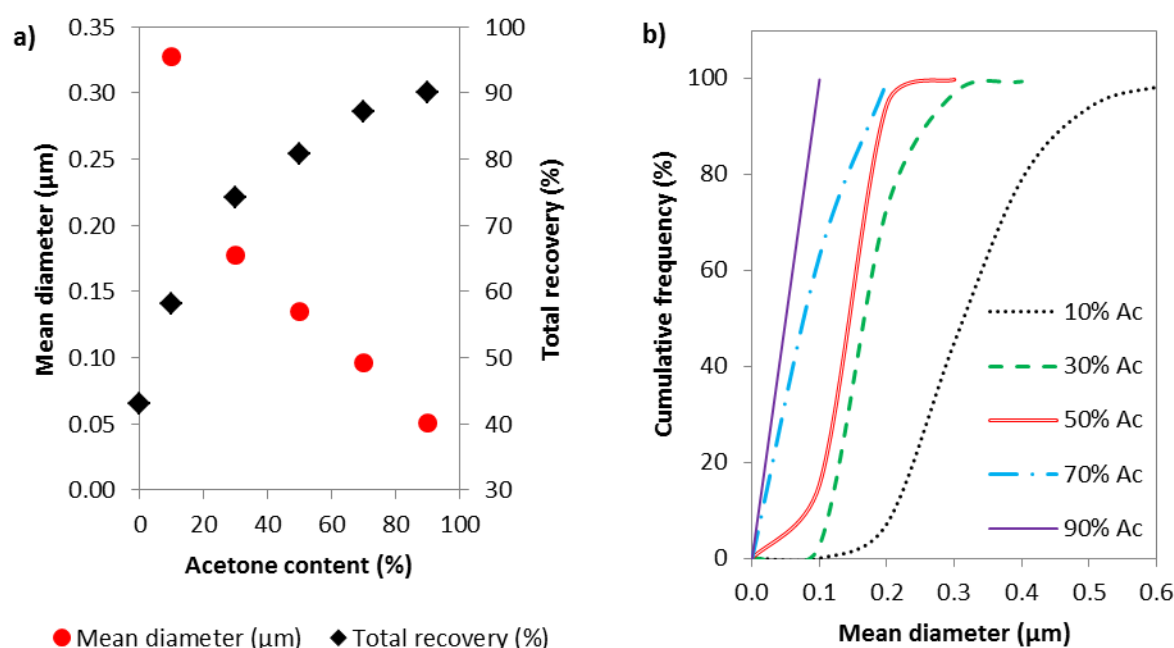 a)
Mean diameter (µm)
0.35
0.30
0.25
0.20
0.15
0.10
0.05
0.00
100
90
80
70
60
50
40
30
Total recovery (%)
0 20 40 60 80 100
Acetone content (%)
Mean diameter (µm) Total recovery (%)
b)
Cumulative frequency (%)
100
80
60
40
20
0
10% Ac
30% Ac
50% Ac
70% Ac
90% Ac
0.0 0.1 0.2 0.3 0.4 0.5 0.6
Mean diameter (µm)